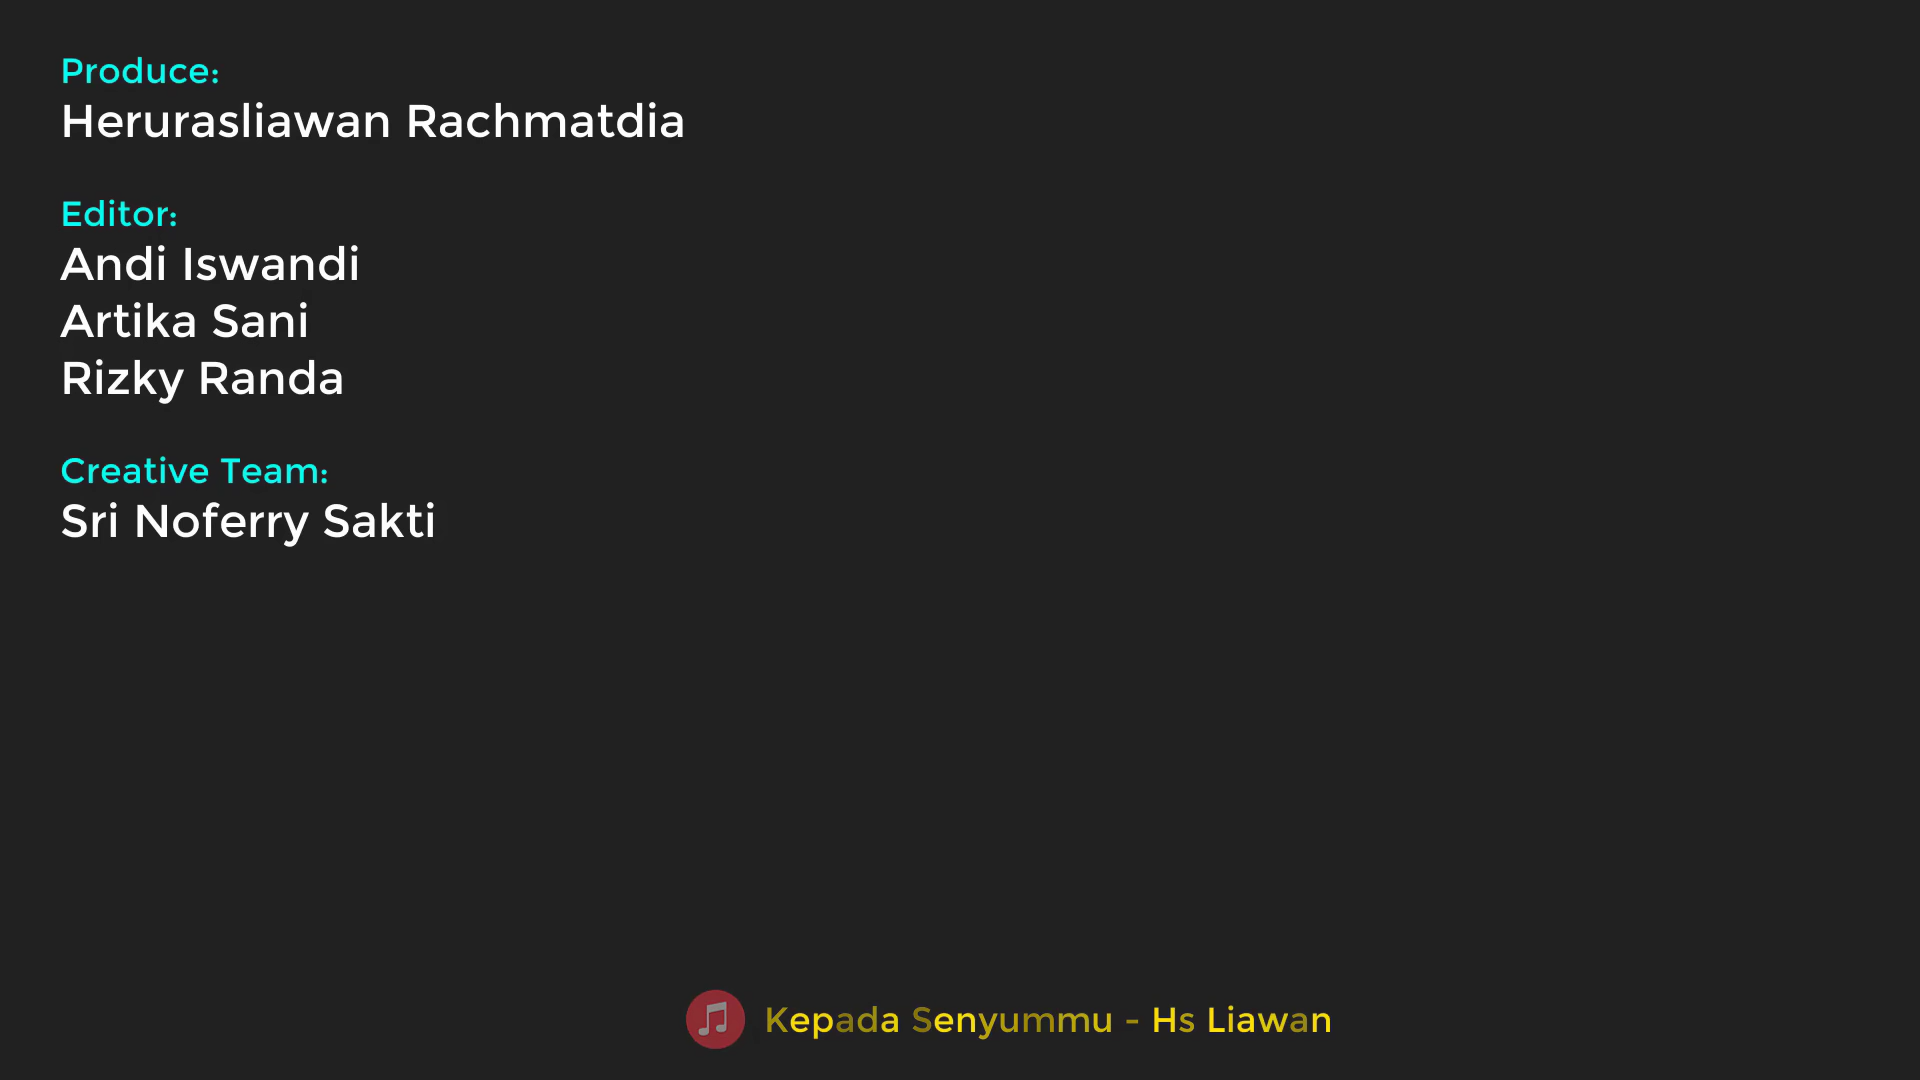 Produce:
Herurasliawan Rachmatdia
Editor:
Andi Iswandi
Artika Sani
Rizky Randa
Creative Team:
Sri Noferry Sakti
Kepada Senyummu - Hs Liawan